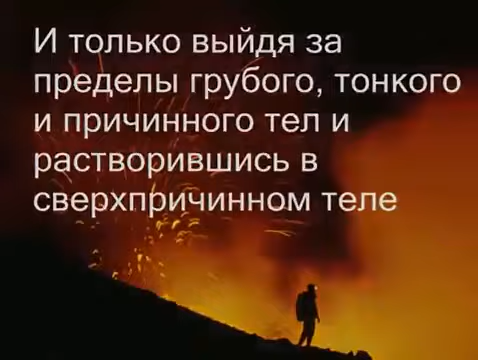 И только выйдя за
пределы грубого, тонкого
и причинного тел и
растворившись в
сверхпричинном теле